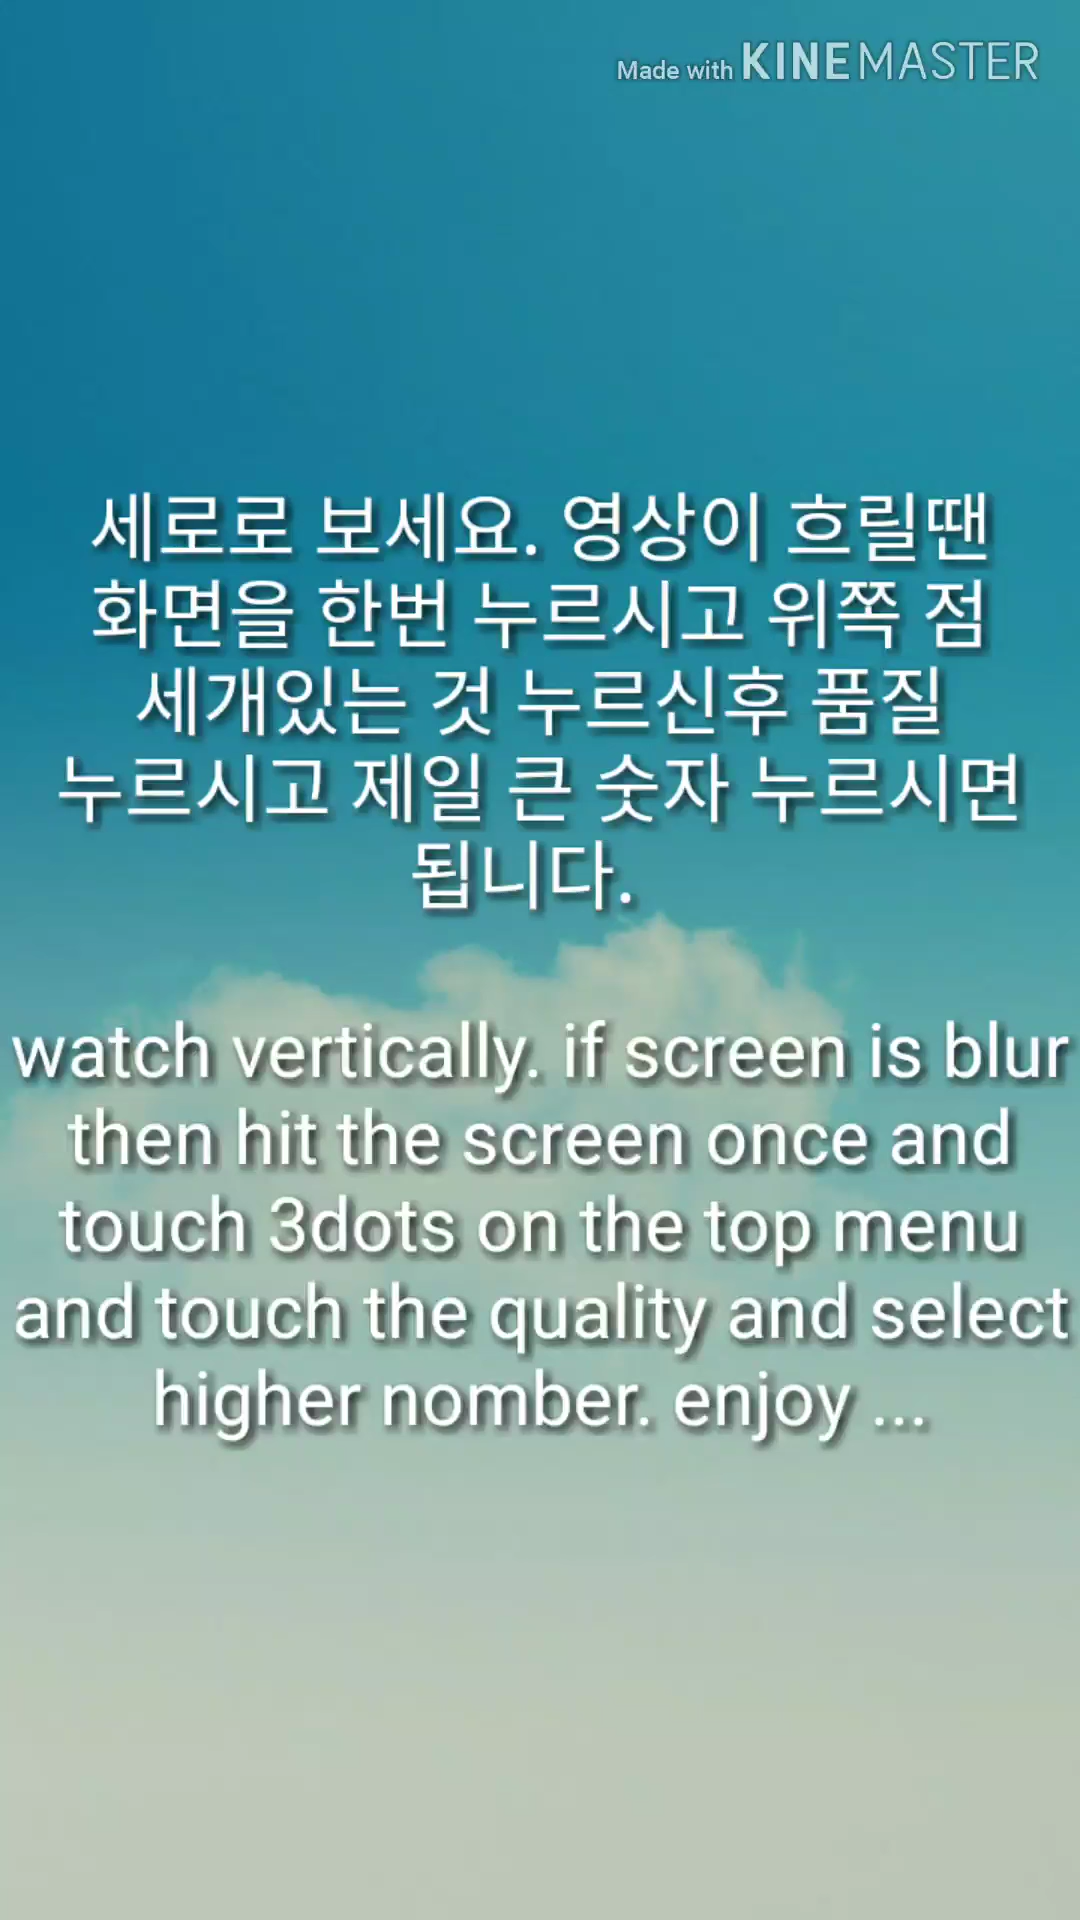 Made with KINEMASTER
세로로 보세요. 영상이 흐릴땐
화면을 한번 누르시고 위쪽 점
세개있는 것 누르신후 품질
누르시고 제일 큰 숫자 누르시면
됩니다.
watch vertically. if screen is blur
then hit the screen once and
touch 3dots on the top menu
and touch the quality and select
higher nomber. enjoy ...